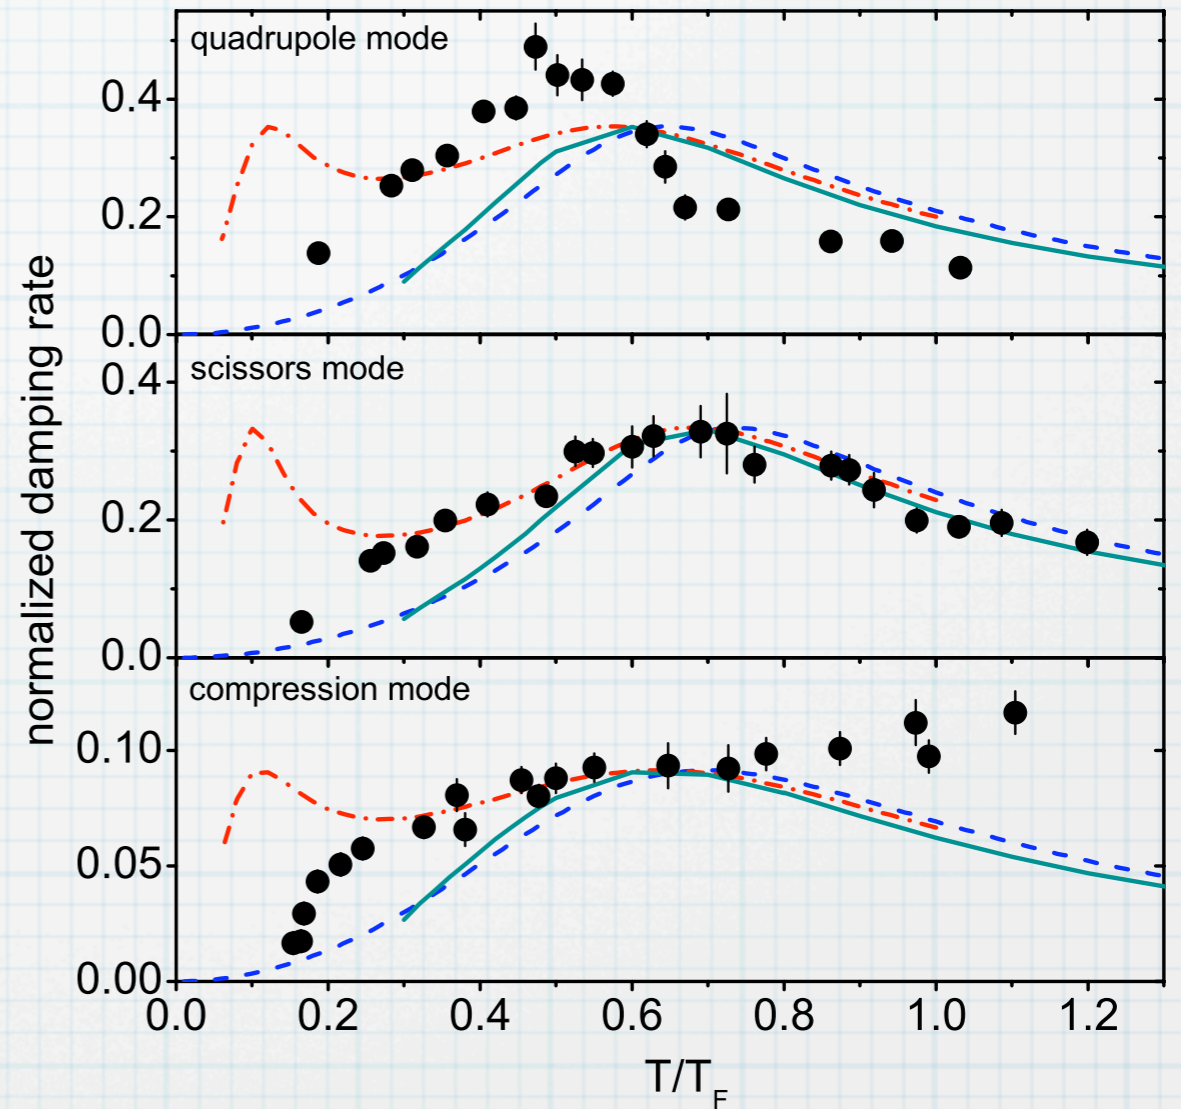 normalized damping rate
quadrupole mode
0.4
0.2
0.0
scissors mode
0.4
0.2
0.0
compression mode
0.10
0.05
0.00
0.0 0.2 0.4 0.6 0.8 1.0 1.2
T/T_F